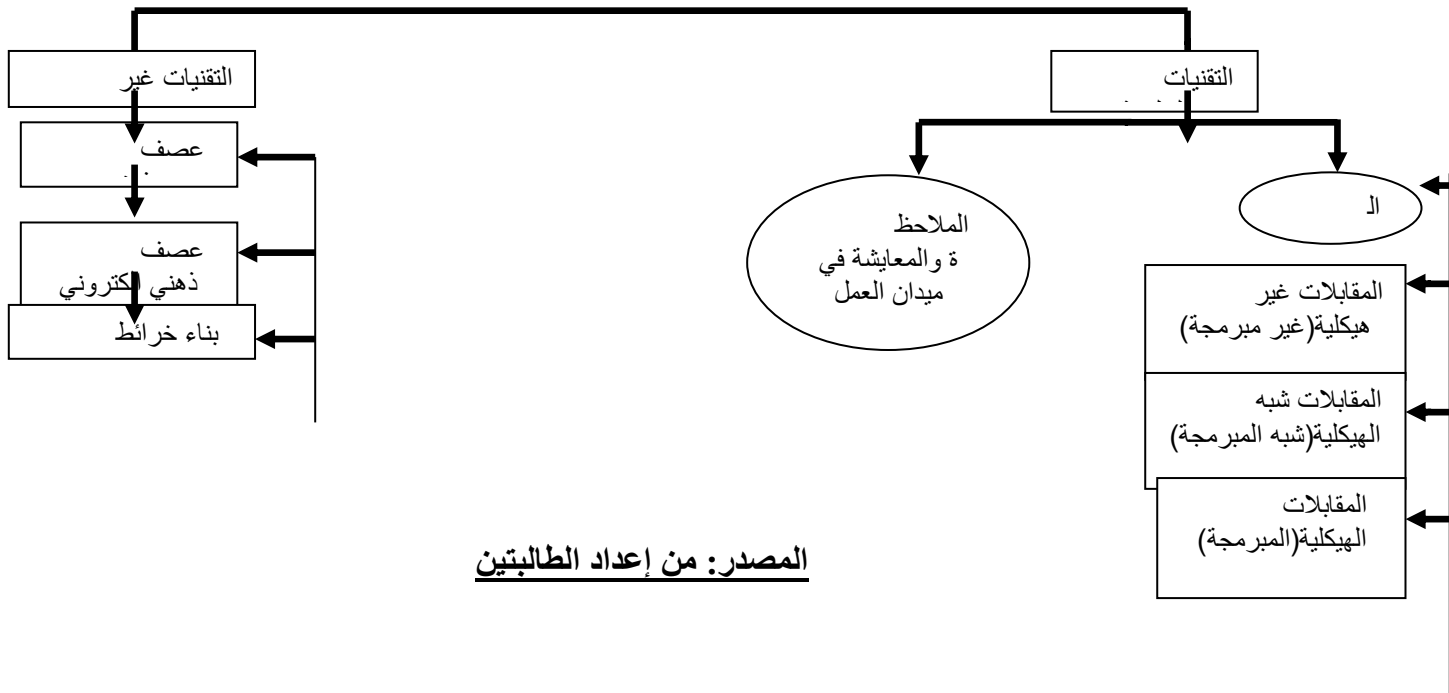 التقنيات
التقنيات غير
عصف
عصف
ذهني الكتروني
بناء خرائط
الـ
الملاحظ
ة والمعايشة في
ميدان العمل
المقابلات غير
هيكلية(غير مبرمجة)
المقابلات شبه
الهيكلية(شبه المبرمجة)
المقابلات
الهيكلية(المبرمجة)
المصدر: من إعداد الطالبتين